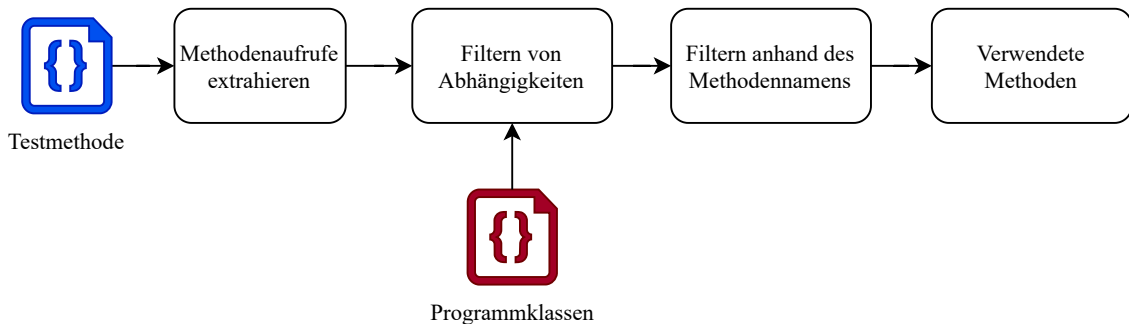 Methodenaufrufe
extrahieren
Filtern von
Abhängigkeiten
Filtern anhand des
Methodennamens
Verwendete
Methoden
{}
Testmethode
{}
Programmklassen